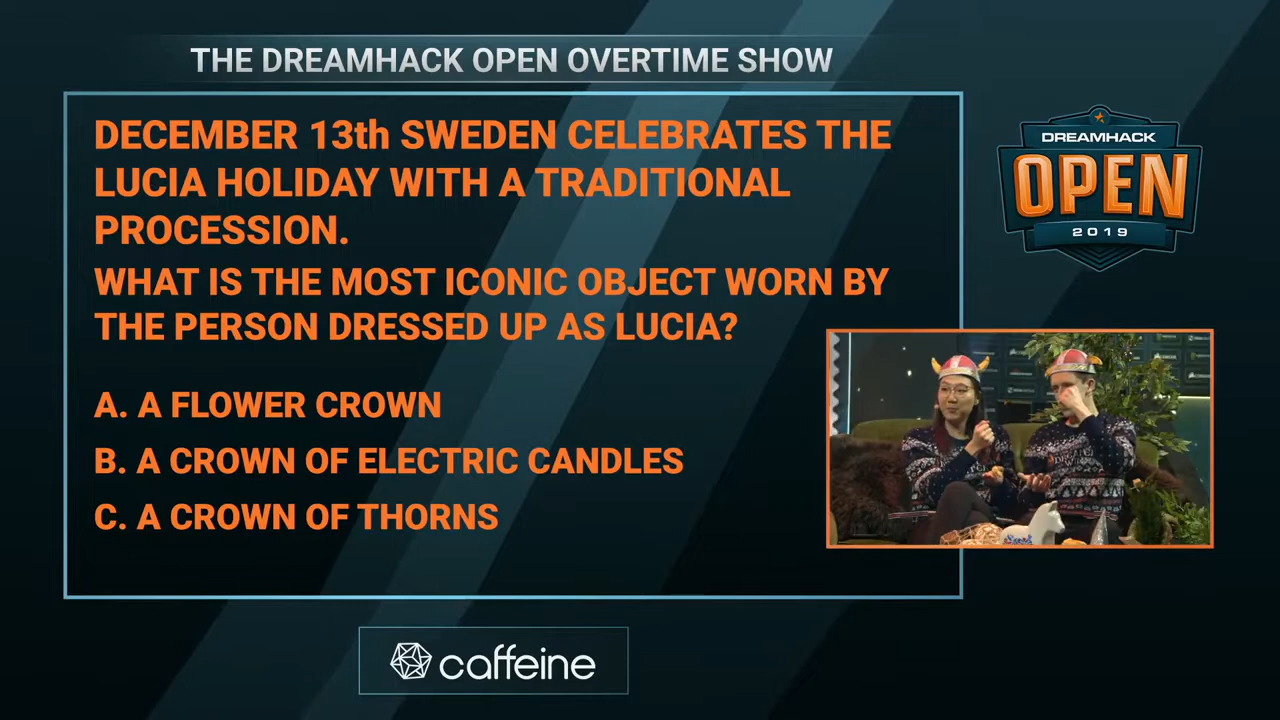 THE DREAMHACK OPEN OVERTIME SHOW
DECEMBER 13th SWEDEN CELEBRATES THE
LUCIA HOLIDAY WITH A TRADITIONAL
PROCESSION.
WHAT IS THE MOST ICONIC OBJECT WORN BY
THE PERSON DRESSED UP AS LUCIA?
A. A FLOWER CROWN
B. A CROWN OF ELECTRIC CANDLES
C. A CROWN OF THORNS
DREAMHACK
OPEN
2019
caffeine